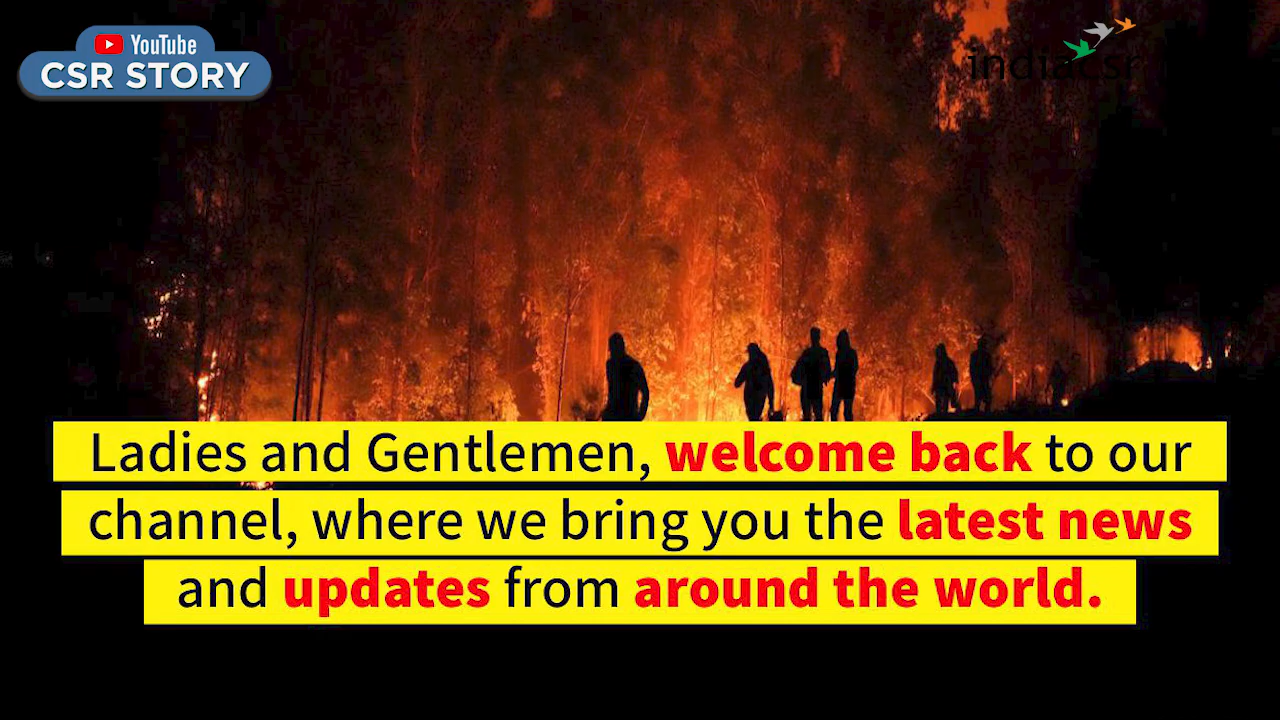 YouTube
CSR STORY
indiacsr
Ladies and Gentlemen, welcome back to our
channel, where we bring you the latest news
and updates from around the world.